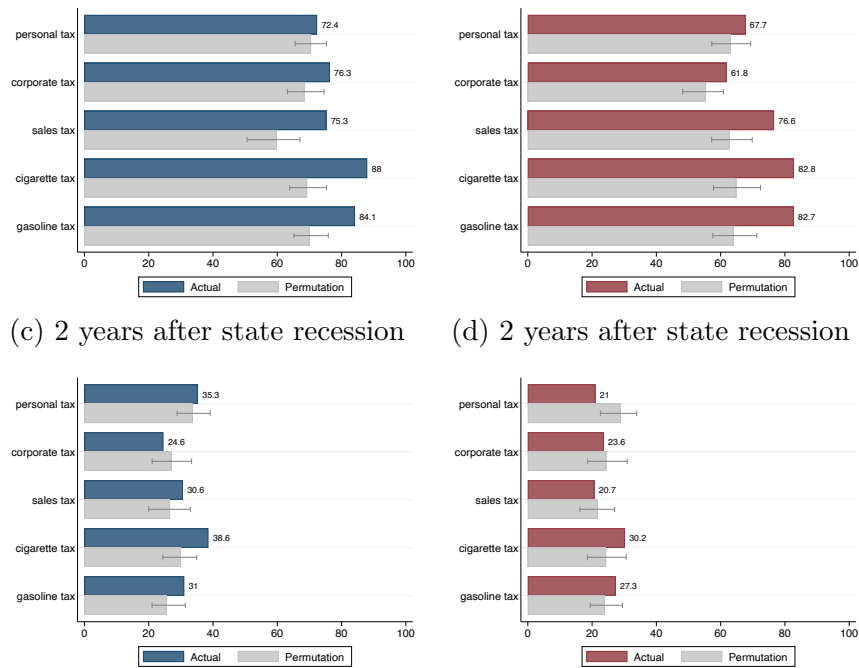 personal tax
72.4
corporate tax
76.3
sales tax
75.3
cigarette tax
88
gasoline tax
84.1
0 20 40 60 80 100
Actual Permutation
personal tax
67.7
corporate tax
61.8
sales tax
76.6
cigarette tax
82.8
gasoline tax
82.7
0 20 40 60 80 100
Actual Permutation
(c) 2 years after state recession
(d) 2 years after state recession
personal tax
35.3
corporate tax
24.6
sales tax
30.6
cigarette tax
38.6
gasoline tax
31
0 20 40 60 80 100
Actual Permutation
personal tax
21
corporate tax
23.6
sales tax
20.7
cigarette tax
30.2
gasoline tax
27.3
0 20 40 60 80 100
Actual Permutation